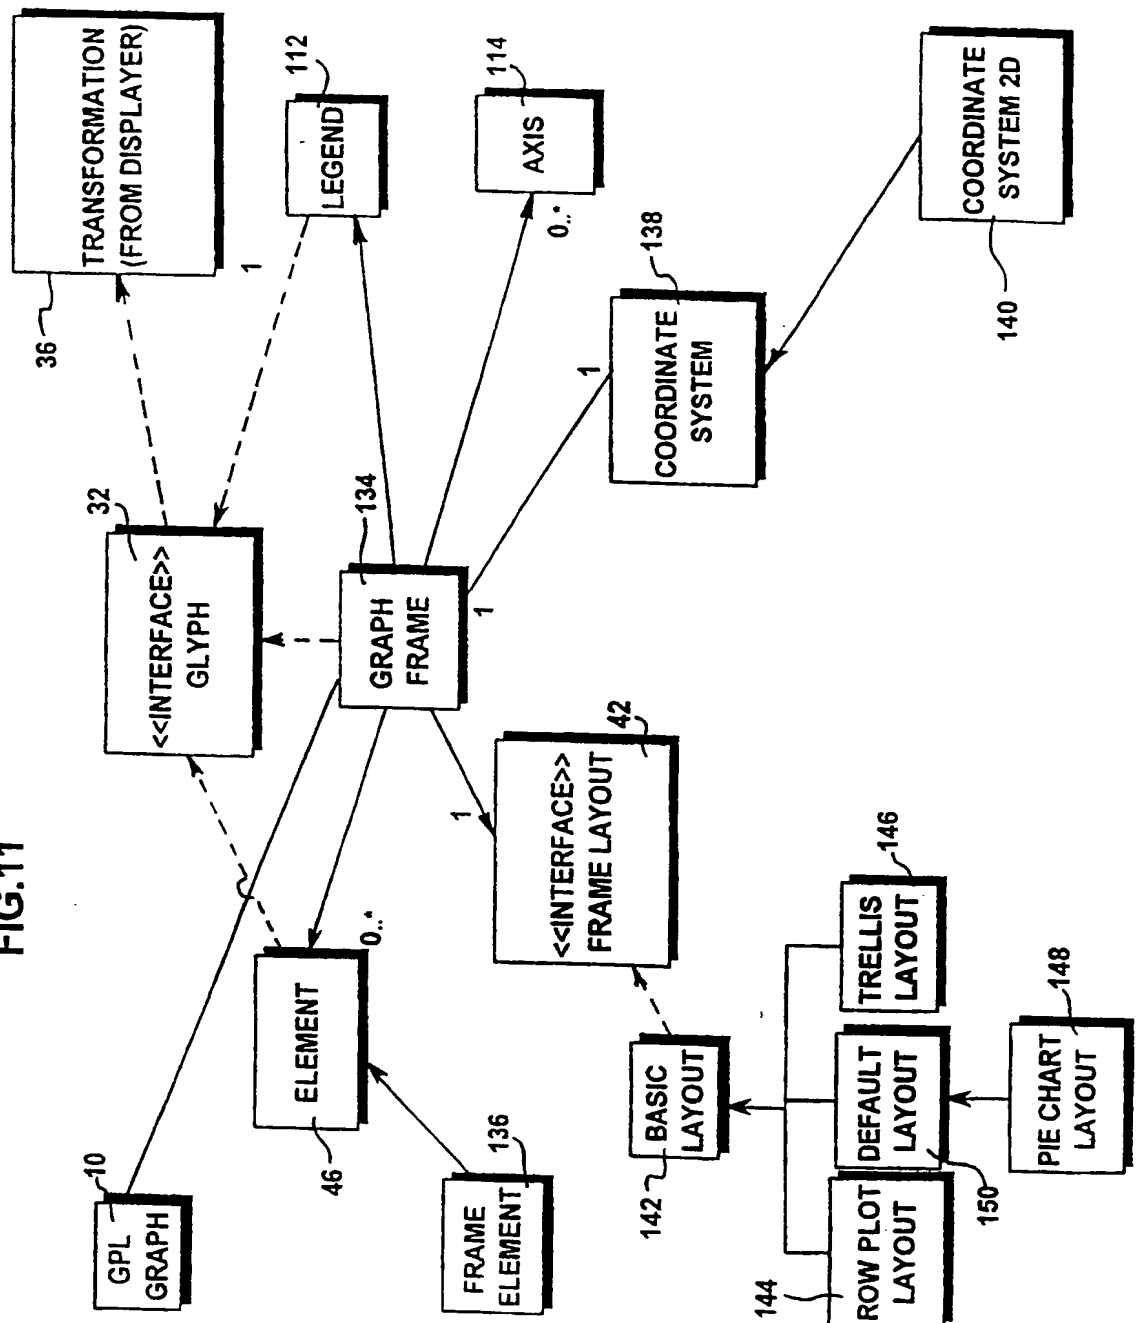 FIG.11
TRANSFORMATION
(FROM DISPLAYER)
36
1
112
LEGEND
114
AXIS
0..*
32
<<INTERFACE>>
GLYPH
134
GRAPH
FRAME
1
1
138
COORDINATE
SYSTEM
COORDINATE
SYSTEM 2D
140
10
GPL
GRAPH
ELEMENT
46
0..*
136
FRAME
ELEMENT
1
42
<<INTERFACE>>
FRAME LAYOUT
BASIC
LAYOUT
142
144
ROW PLOT
LAYOUT
DEFAULT
LAYOUT
150
146
TRELLIS
LAYOUT
148
PIE CHART
LAYOUT